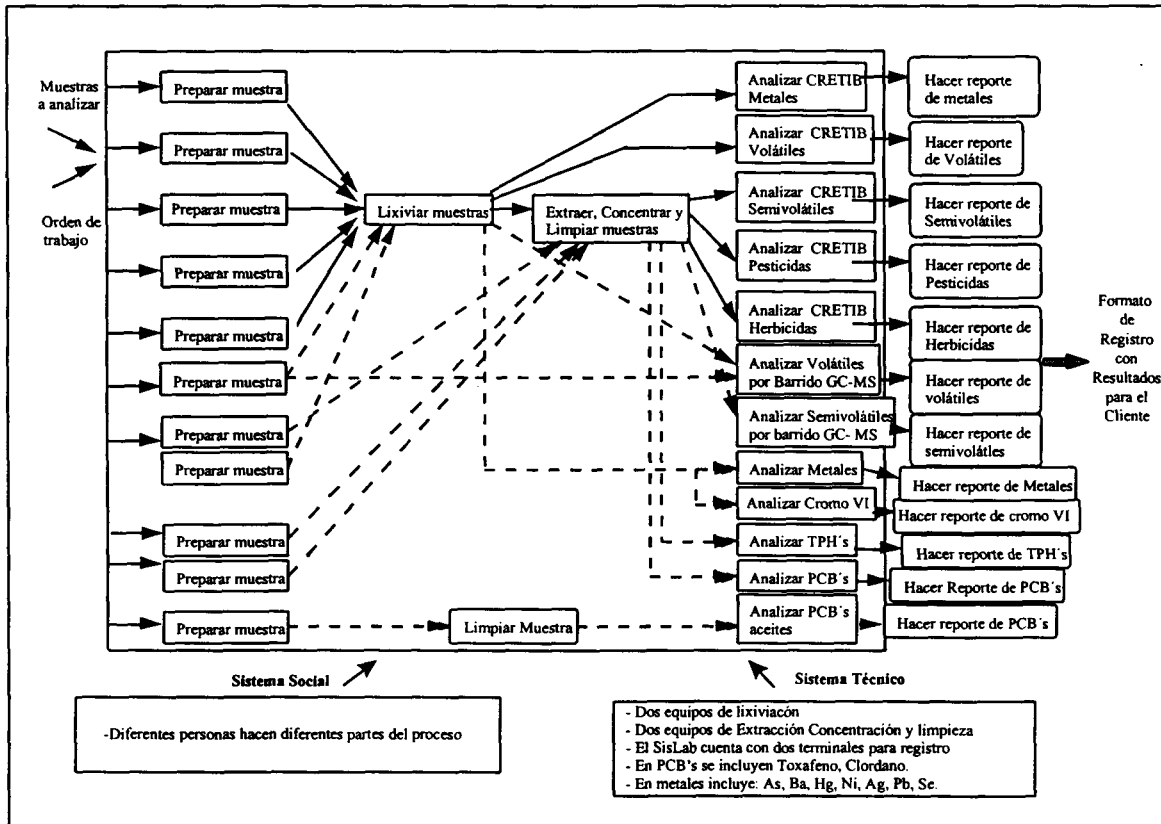 Muestras
a analizar
Orden de
trabajo
Preparar muestra
Preparar muestra
Preparar muestra
Preparar muestra
Preparar muestra
Preparar muestra
Preparar muestra
Preparar muestra
Preparar muestra
Preparar muestra
Preparar muestra
Lixiviar muestras
Extraer, Concentrar y
Limpiar muestras
Limpiar Muestra
Analizar CRETIB
Metales
Analizar CRETIB
Volátiles
Analizar CRETIB
Semivolátiles
Analizar CRETIB
Pesticidas
Analizar CRETIB
Herbicidas
Analizar Volátiles
por Barrido GC-MS
Analizar Semivolátiles
por barrido GC- MS
Analizar Metales
Analizar Cromo VI
Analizar TPH´s
Analizar PCB´s
Analizar PCB´s
aceites
Hacer reporte
de metales
Hacer reporte
de Volátiles
Hacer reporte de
Semivolátiles
Hacer reporte de
Pesticidas
Hacer reporte de
Herbicidas
Hacer reporte de
volátiles
Hacer reporte de
semivolátles
Hacer reporte de Metales
Hacer reporte de cromo VI
Hacer reporte de TPH´s
Hacer Reporte de PCB´s
Hacer reporte de PCB´s
Formato
de
Registro
con
Resultados
para el
Cliente
Sistema Social
-Diferentes personas hacen diferentes partes del proceso
Sistema Técnico
- Dos equipos de lixiviacón
- Dos equipos de Extracción Concentración y limpieza
- El SisLab cuenta con dos terminales para registro
- En PCB's se incluyen Toxafeno, Clordano.
- En metales incluye: As, Ba, Hg, Ni, Ag, Pb, Se.